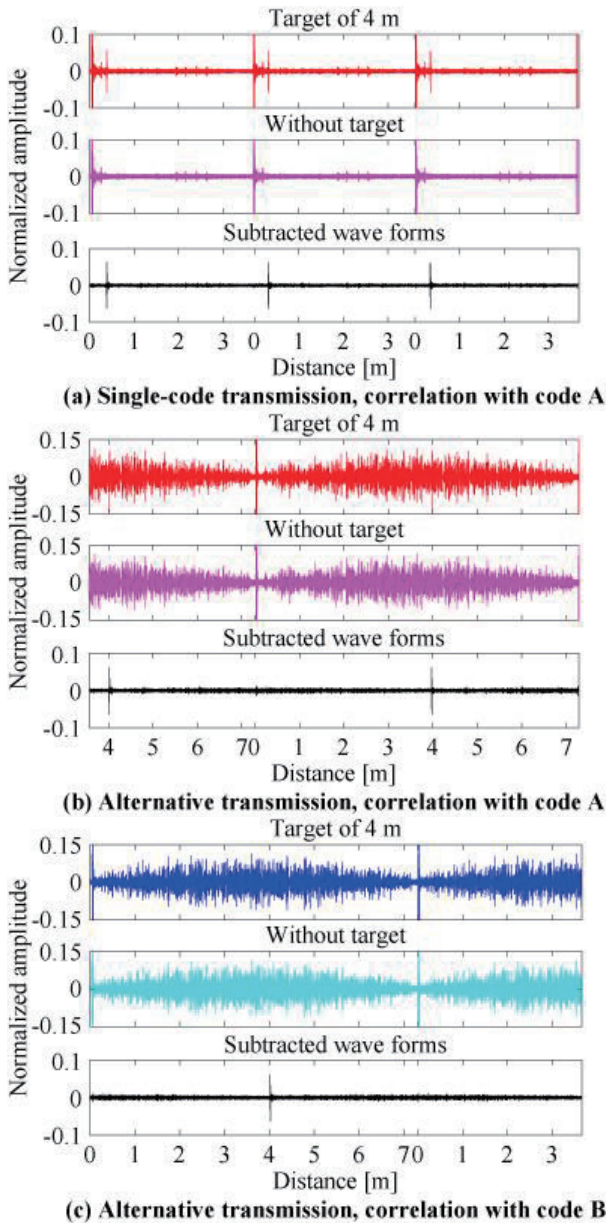 Target of 4 m
0.1
0
-0.1
Without target
0.1
0
-0.1
Subtracted wave forms
0.1
0
-0.1
Normalized amplitude
0 1 2 3 0 1 2 3 0 1 2 3
Distance [m]
(a) Single-code transmission, correlation with code A
Target of 4 m
0.15
0
-0.15
Without target
0.15
0
-0.15
Subtracted wave forms
0.1
0
-0.1
Normalized amplitude
4 5 6 70 1 2 3 4 5 6 7
Distance [m]
(b) Alternative transmission, correlation with code A
Target of 4 m
0.15
0
-0.15
Without target
0.15
0
-0.15
Subtracted wave forms
0.1
0
-0.1
Normalized amplitude
0 1 2 3 4 5 6 70 1 2 3
Distance [m]
(c) Alternative transmission, correlation with code B